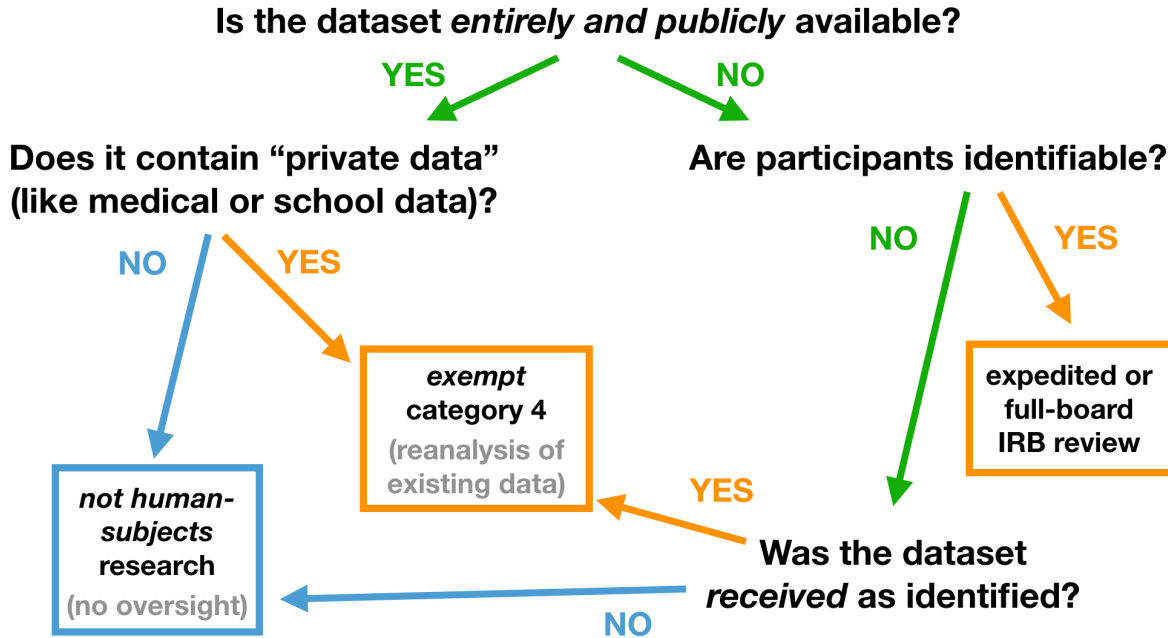 Is the dataset entirely and publicly available?
YES
NO
Does it contain “private data”
(like medical or school data)?
Are participants identifiable?
NO
YES
NO
YES
exempt
category 4
(reanalysis of
existing data)
expedited or
full-board
IRB review
not human-
subjects
research
(no oversight)
YES
Was the dataset
received as identified?
NO